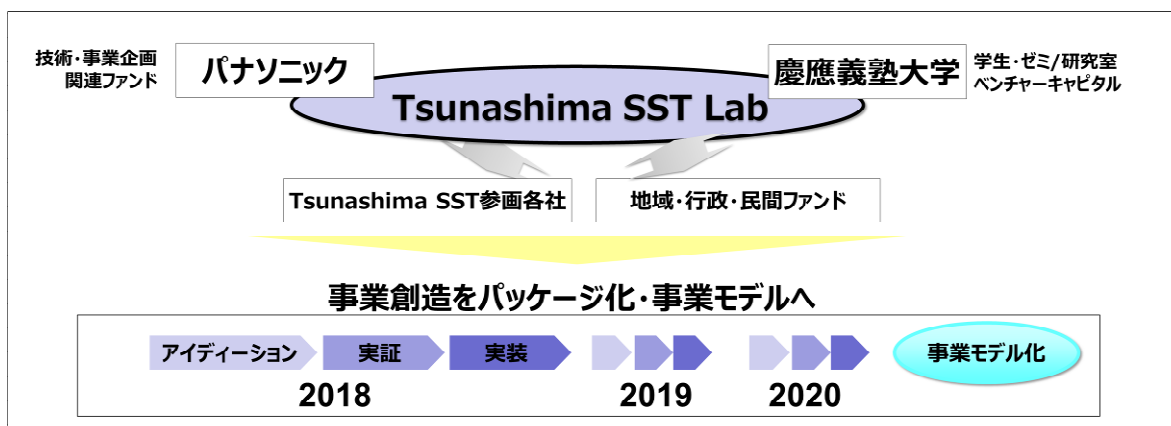 技術・事業企画
関連ファンド
パナソニック
慶應義塾大学
学生・ゼミ/研究室
ベンチャーキャピタル
Tsunashima SST Lab
Tsunashima SST参画各社
地域・行政・民間ファンド
事業創造をパッケージ化・事業モデルへ
アイディーション
実証
実装
事業モデル化
2018
2019
2020